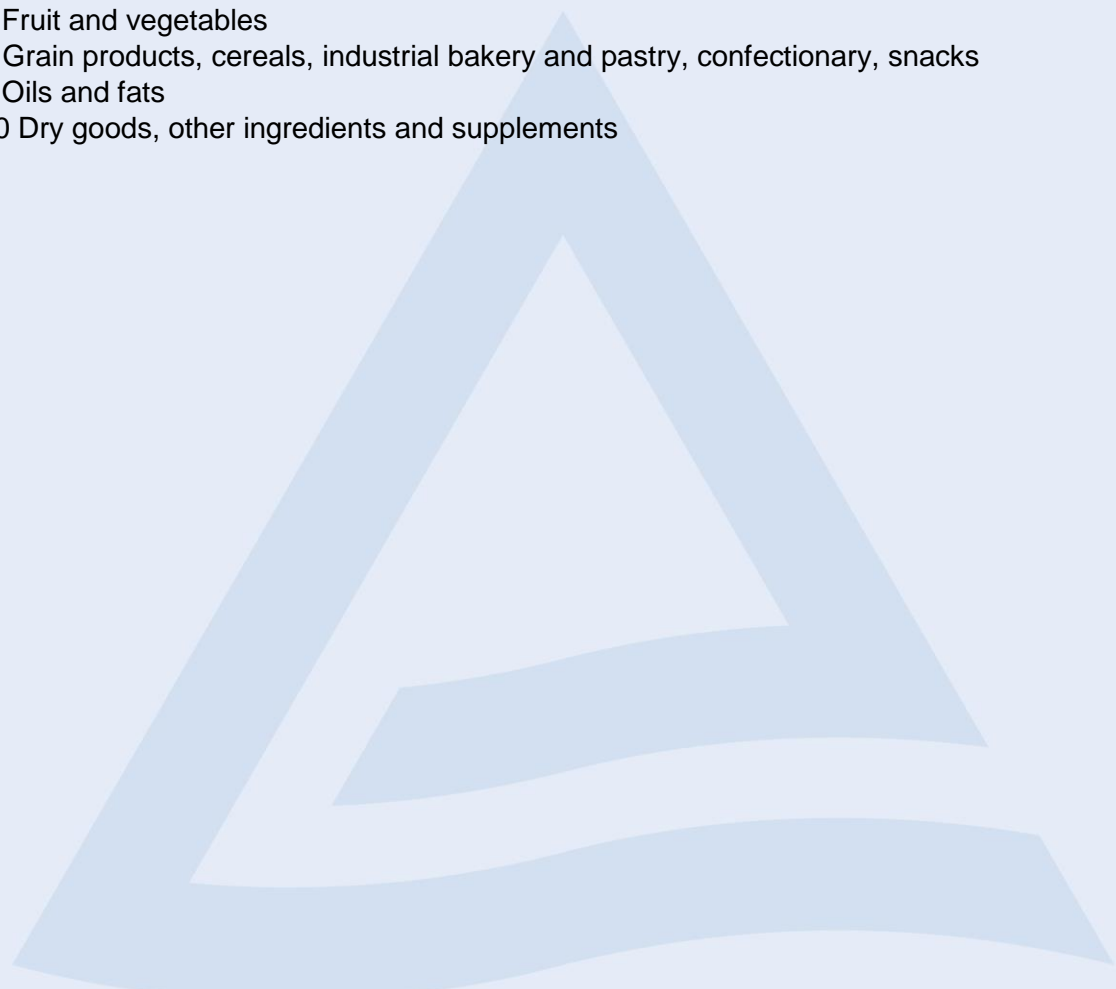 Fruit and vegetables
Grain products, cereals, industrial bakery and pastry, confectionary, snacks
Oils and fats
0 Dry goods, other ingredients and supplements